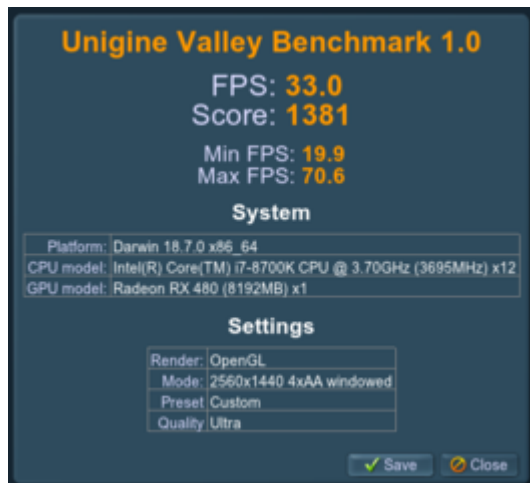 Unigine Valley Benchmark 1.0
FPS: 33.0
Score: 1381
Min FPS: 19.9
Max FPS: 70.6
System
Platform: Darwin 18.7.0 x86_64
CPU model: Intel(R) Core(TM) i7-8700K CPU @ 3.70GHz (3695MHz) x12
GPU model: Radeon RX 480 (8192MB) x1
Settings
Render: OpenGL
Mode: 2560x1440 4xAA windowed
Preset Custom
Quality Ultra
Save Close